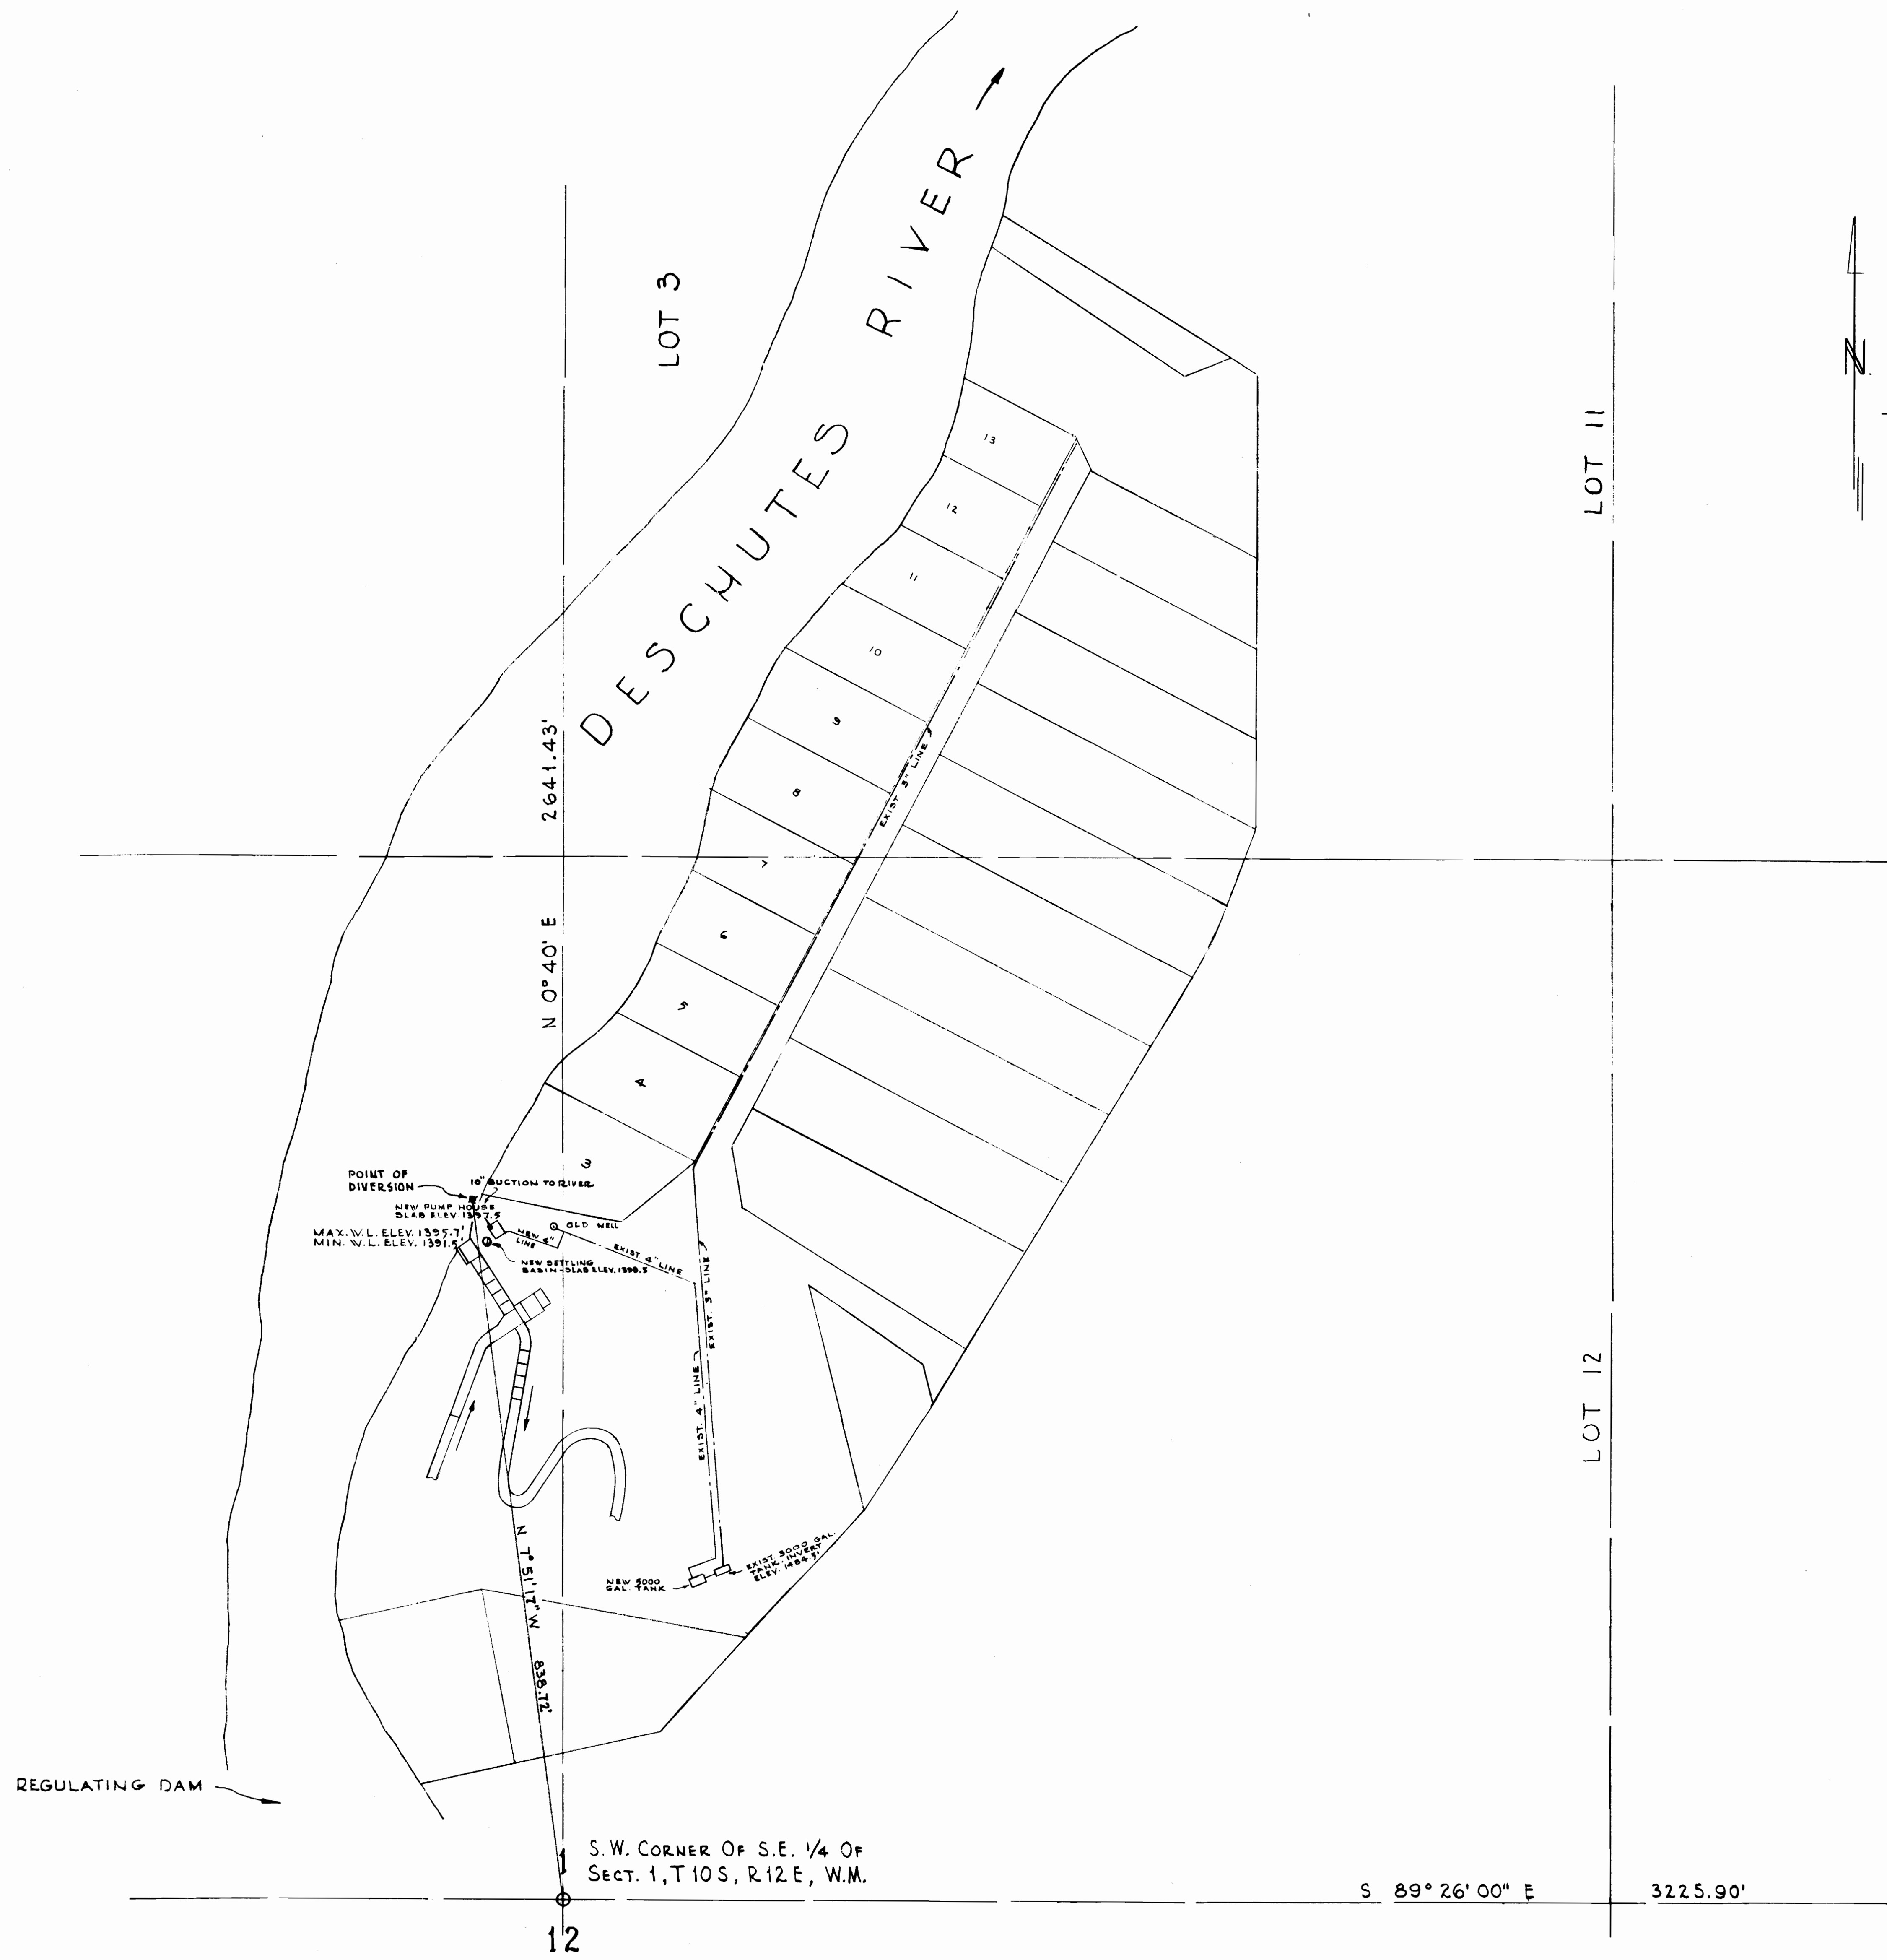 DESCHUTES RIVER
LOT 3
N.
LOT 11
13
12
11
10
9
8
EXIST 3" LINE
2641.43'
7
6
N 0° 40' E
5
4
3
POINT OF
DIVERSION
10" SUCTION TO RIVER
NEW PUMP HOUSE
SLAB ELEV. 1397.5
MAX. W.L. ELEV. 1395.7'
MIN. W.L. ELEV. 1391.5'
OLD WELL
NEW 4"
LINE
EXIST. 4" LINE
NEW SETTLING
BASIN - SLAB ELEV. 1398.5
EXIST. 3" LINE
EXIST. 4" LINE
LOT 12
N 7° 51' 17" W 838.72'
NEW 5000
GAL. TANK
EXIST. 3000 GAL.
TANK. INVERT
ELEV. 1484.5'
REGULATING DAM
1
S.W. CORNER OF S.E. 1/4 OF
SECT. 1, T 10 S, R 12 E, W.M.
S 89° 26' 00" E 3225.90'
12